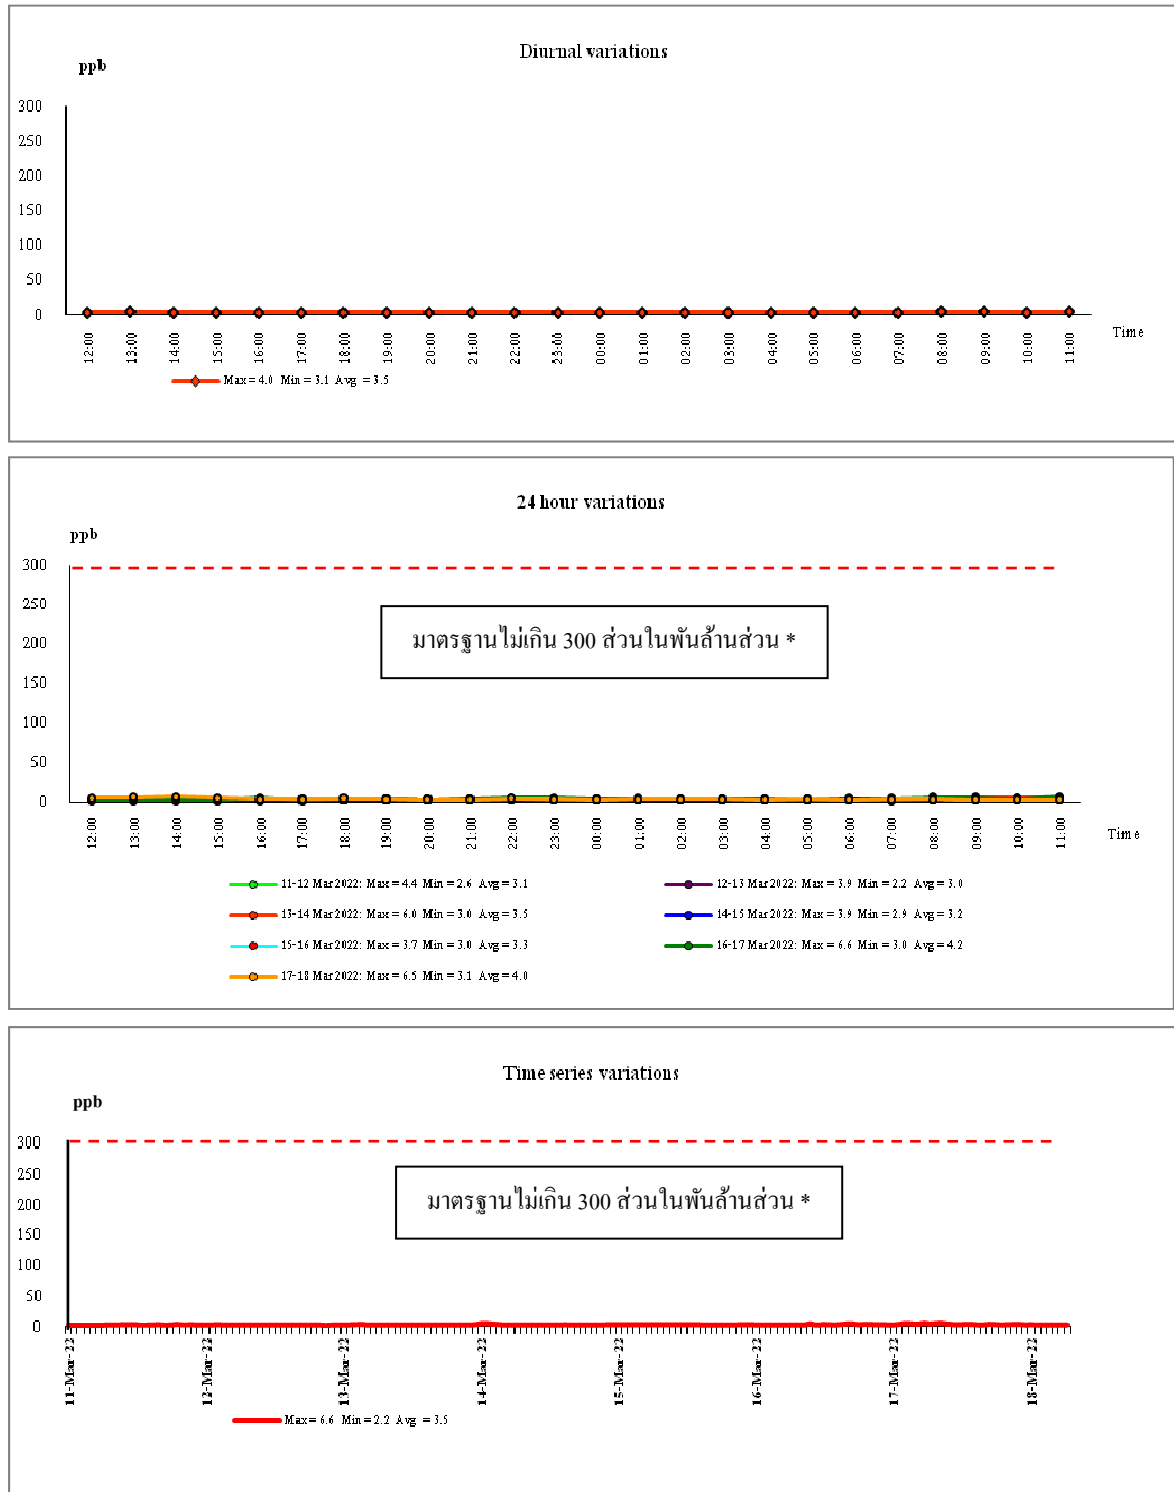 Diurnal variations
ppb
300
250
200
150
100
50
0
12:00 13:00 14:00 15:00 16:00 17:00 18:00 19:00 20:00 21:00 22:00 23:00 00:00 01:00 02:00 03:00 04:00 05:00 06:00 07:00 08:00 09:00 10:00 11:00
Time
Max = 4.0 Min = 3.1 Avg = 3.5
24 hour variations
ppb
300
250
200
150
100
50
0
มาตรฐานไม่เกิน 300 ส่วนในพันล้านส่วน *
12:00 13:00 14:00 15:00 16:00 17:00 18:00 19:00 20:00 21:00 22:00 23:00 00:00 01:00 02:00 03:00 04:00 05:00 06:00 07:00 08:00 09:00 10:00 11:00
Time
11-12 Mar 2022: Max = 4.4 Min = 2.6 Avg = 3.1
12-13 Mar 2022: Max = 3.9 Min = 2.2 Avg = 3.0
13-14 Mar 2022: Max = 6.0 Min = 3.0 Avg = 3.5
14-15 Mar 2022: Max = 3.9 Min = 2.9 Avg = 3.2
15-16 Mar 2022: Max = 3.7 Min = 3.0 Avg = 3.3
16-17 Mar 2022: Max = 6.6 Min = 3.0 Avg = 4.2
17-18 Mar 2022: Max = 6.5 Min = 3.1 Avg = 4.0
Time series variations
ppb
300
250
200
150
100
50
0
มาตรฐานไม่เกิน 300 ส่วนในพันล้านส่วน *
11-Mar-22 12-Mar-22 13-Mar-22 14-Mar-22 15-Mar-22 16-Mar-22 17-Mar-22 18-Mar-22
Max = 6.6 Min = 2.2 Avg = 3.5